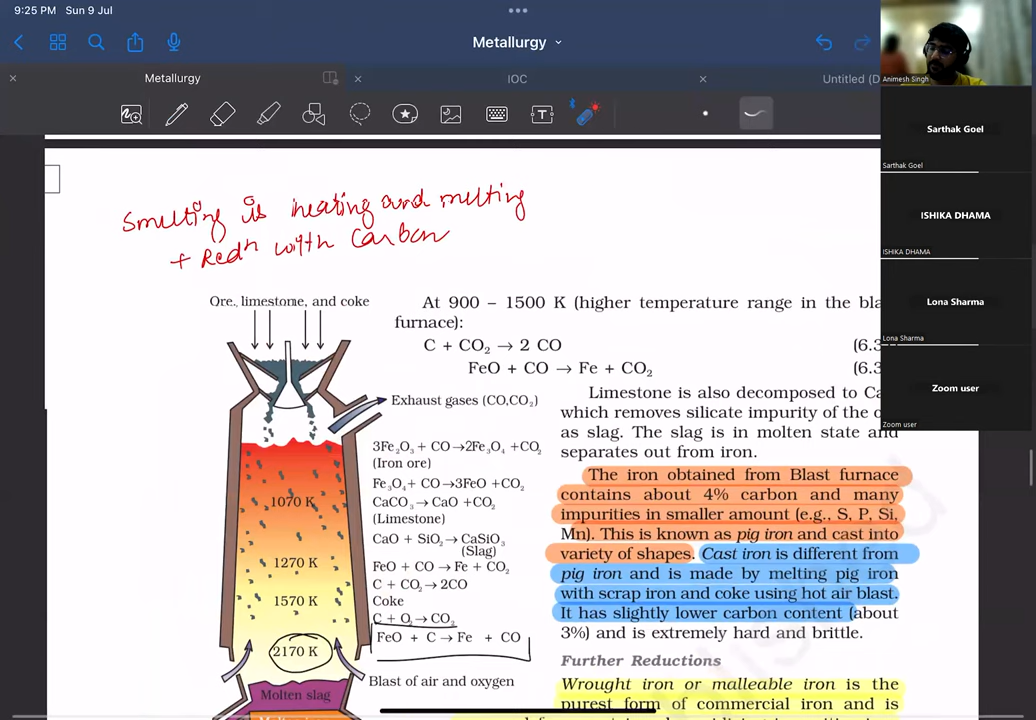 9:25 PM Sun 9 Jul
Metallurgy
Metallurgy
IOC
Untitled (D
Animesh Singh
Sarthak Goel
Sarthak Goel
ISHIKA DHAMA
ISHIKA DHAMA
Lona Sharma
Lona Sharma
Zoom user
Zoom user
Smelting is heating and melting
+ Redn with Carbon
Ore, limestone, and coke
Exhaust gases (CO,CO₂)
3Fe₂O₃ + CO→2Fe₃O₄ +CO₂
(Iron ore)
Fe₃O₄+ CO→3FeO +CO₂
CaCO₃→CaO +CO₂
(Limestone)
CaO + SiO₂→CaSiO₃
(Slag)
FeO + CO→Fe + CO₂
C + CO₂→2CO
Coke
C + O₂→CO₂
FeO + C→Fe + CO
1070 K
1270 K
1570 K
2170 K
Blast of air and oxygen
Molten slag
At 900 – 1500 K (higher temperature range in the bla
furnace):
C + CO₂ → 2 CO (6.3
FeO + CO → Fe + CO₂ (6.3
Limestone is also decomposed to Ca
which removes silicate impurity of the o
as slag. The slag is in molten state and
separates out from iron.
The iron obtained from Blast furnace
contains about 4% carbon and many
impurities in smaller amount (e.g., S, P, Si,
Mn). This is known as pig iron and cast into
variety of shapes. Cast iron is different from
pig iron and is made by melting pig iron
with scrap iron and coke using hot air blast.
It has slightly lower carbon content (about
3%) and is extremely hard and brittle.
Further Reductions
Wrought iron or malleable iron is the
purest form of commercial iron and is